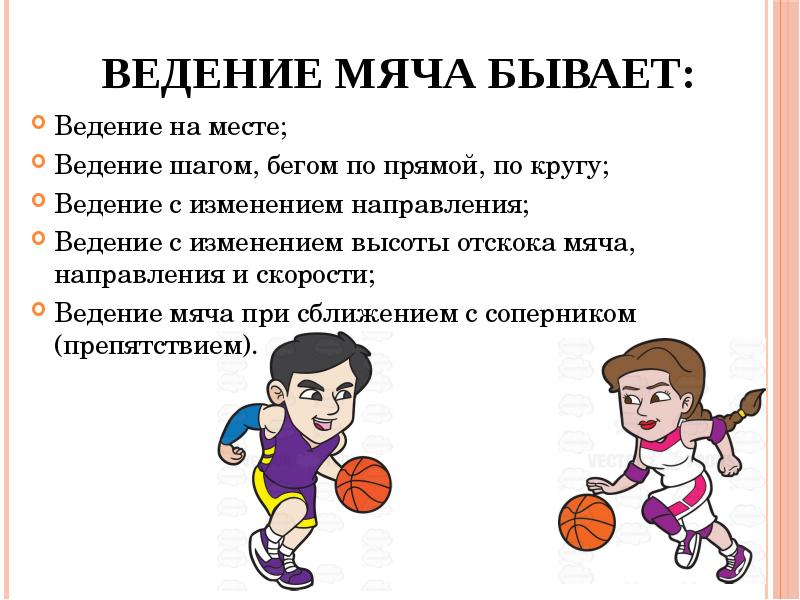 ВЕДЕНИЕ МЯЧА БЫВАЕТ:
Ведение на месте;
Ведение шагом, бегом по прямой, по кругу;
Ведение с изменением направления;
Ведение с изменением высоты отскока мяча,
направления и скорости;
Ведение мяча при сближением с соперником
(препятствием).